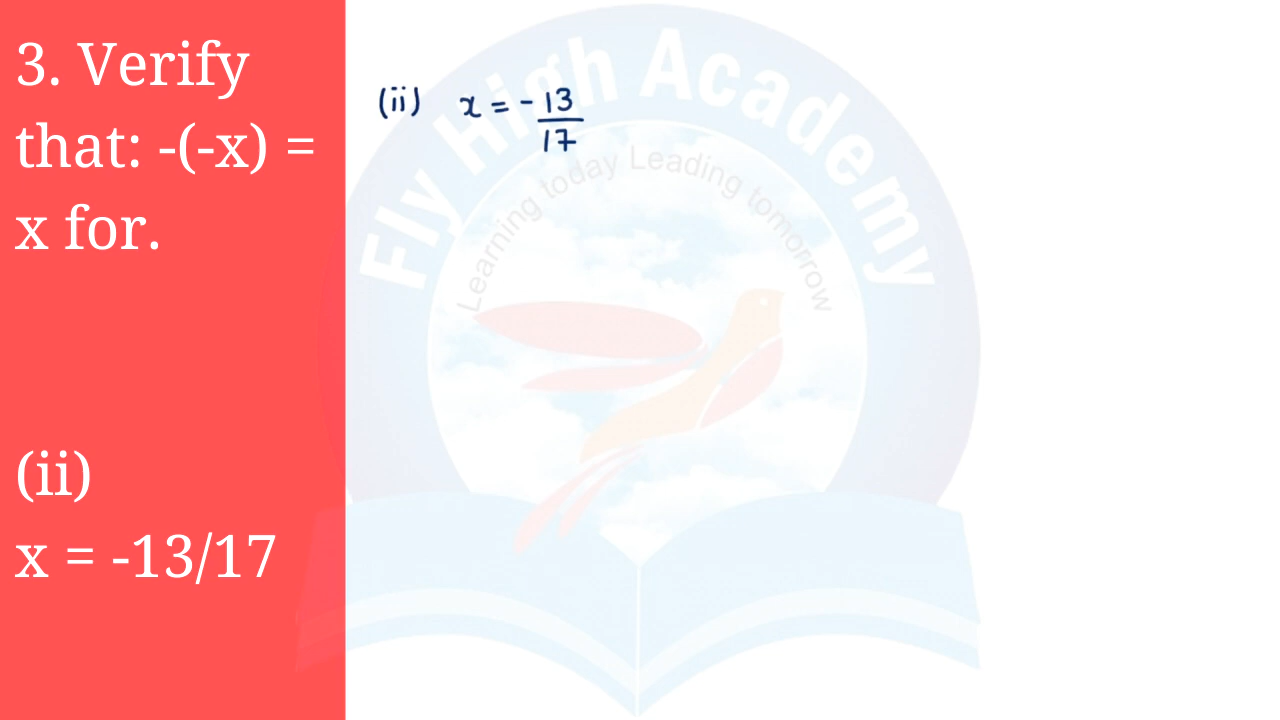 3. Verify
that: -(-x) =
x for.
(ii)
x = -13/17
(ii) x = -13/17
Fly High Academy
Learning today Leading tomorrow